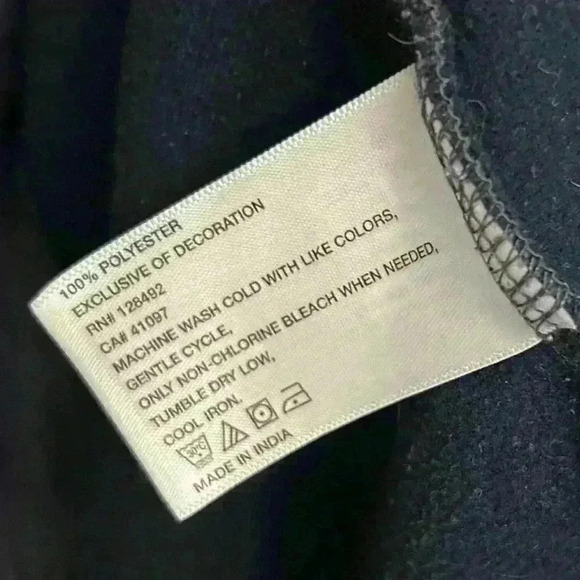 100% POLYESTER
EXCLUSIVE OF DECORATION
RN# 128492
CA# 41097
MACHINE WASH COLD WITH LIKE COLORS,
GENTLE CYCLE,
ONLY NON-CHLORINE BLEACH WHEN NEEDED,
TUMBLE DRY LOW,
COOL IRON.
30°C
MADE IN INDIA